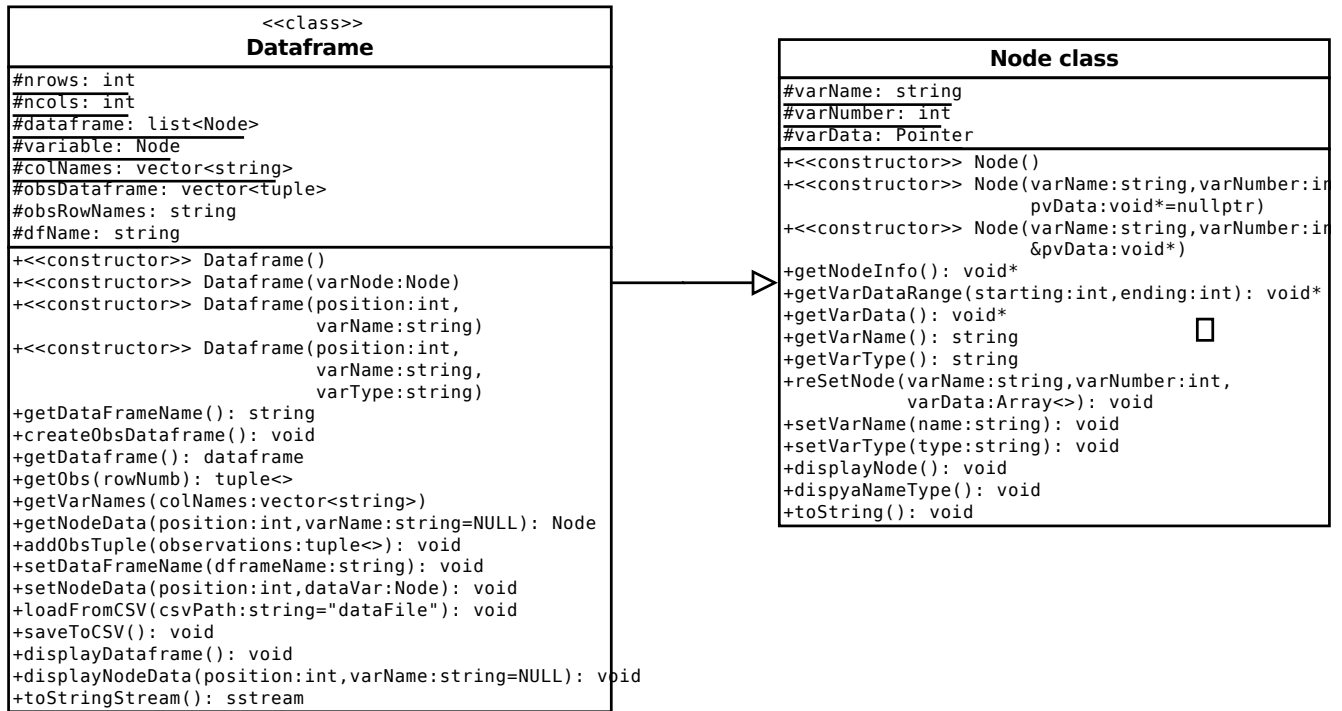 <<class>>
Dataframe
#nrows: int
#ncols: int
#dataframe: list<Node>
#variable: Node
#colNames: vector<string>
#obsDataframe: vector<tuple>
#obsRowNames: string
#dfName: string
+<<constructor>> Dataframe()
+<<constructor>> Dataframe(varNode:Node)
+<<constructor>> Dataframe(position:int,
varName:string)
+<<constructor>> Dataframe(position:int,
varName:string,
varType:string)
+getDataFrameName(): string
+createObsDataframe(): void
+getDataframe(): dataframe
+getObs(rowNumb): tuple<>
+getVarNames(colNames:vector<string>)
+getNodeData(position:int,varName:string=NULL): Node
+addObsTuple(observations:tuple<>): void
+setDataFrameName(dframeName:string): void
+setNodeData(position:int,dataVar:Node): void
+loadFromCSV(csvPath:string="dataFile"): void
+saveToCSV(): void
+displayDataframe(): void
+displayNodeData(position:int,varName:string=NULL): void
+toStringStream(): sstream
Node class
#varName: string
#varNumber: int
#varData: Pointer
+<<constructor>> Node()
+<<constructor>> Node(varName:string,varNumber:in
pvData:void*=nullptr)
+<<constructor>> Node(varName:string,varNumber:in
&pvData:void*)
+getNodeInfo(): void*
+getVarDataRange(starting:int,ending:int): void*
+getVarData(): void*
+getVarName(): string
+getVarType(): string
+reSetNode(varName:string,varNumber:int,
varData:Array<>): void
+setVarName(name:string): void
+setVarType(type:string): void
+displayNode(): void
+dispyaNameType(): void
+toString(): void